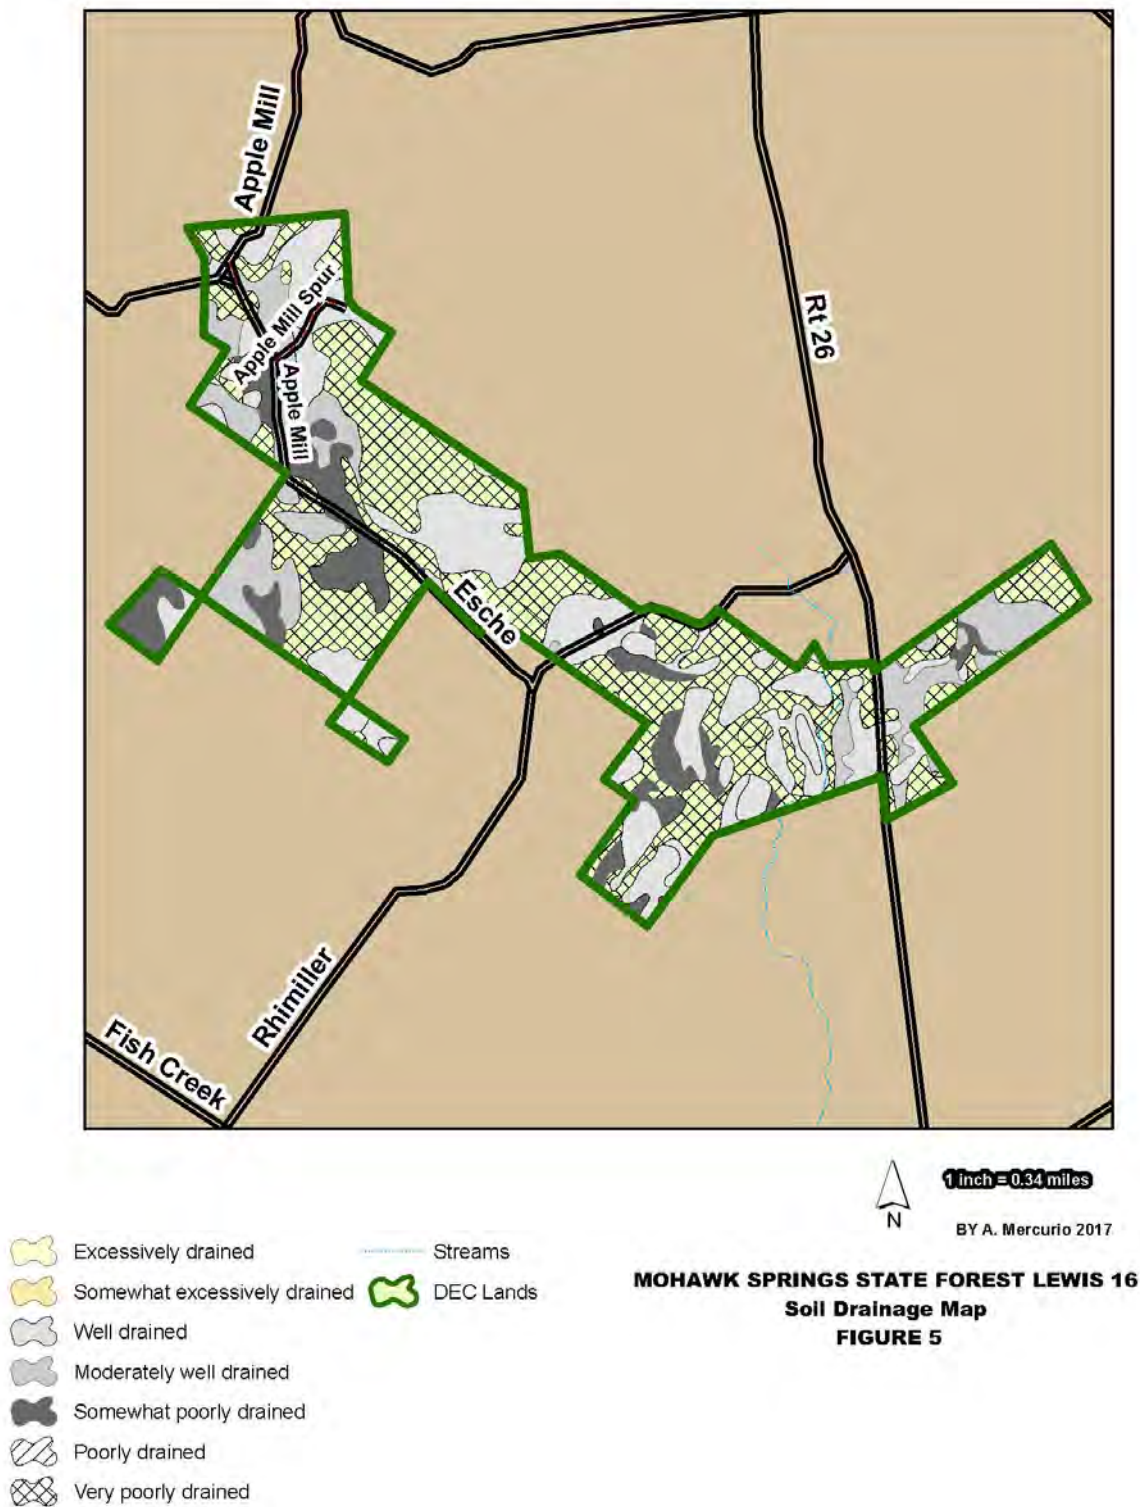 Apple Mill
Apple Mill Spur
Apple Mill
Rt 26
Esche
Rhimiller
Fish Creek
N
1 inch = 0.34 miles
BY A. Mercurio 2017
MOHAWK SPRINGS STATE FOREST LEWIS 16
Soil Drainage Map
FIGURE 5
Excessively drained
Somewhat excessively drained
Well drained
Moderately well drained
Somewhat poorly drained
Poorly drained
Very poorly drained
Streams
DEC Lands